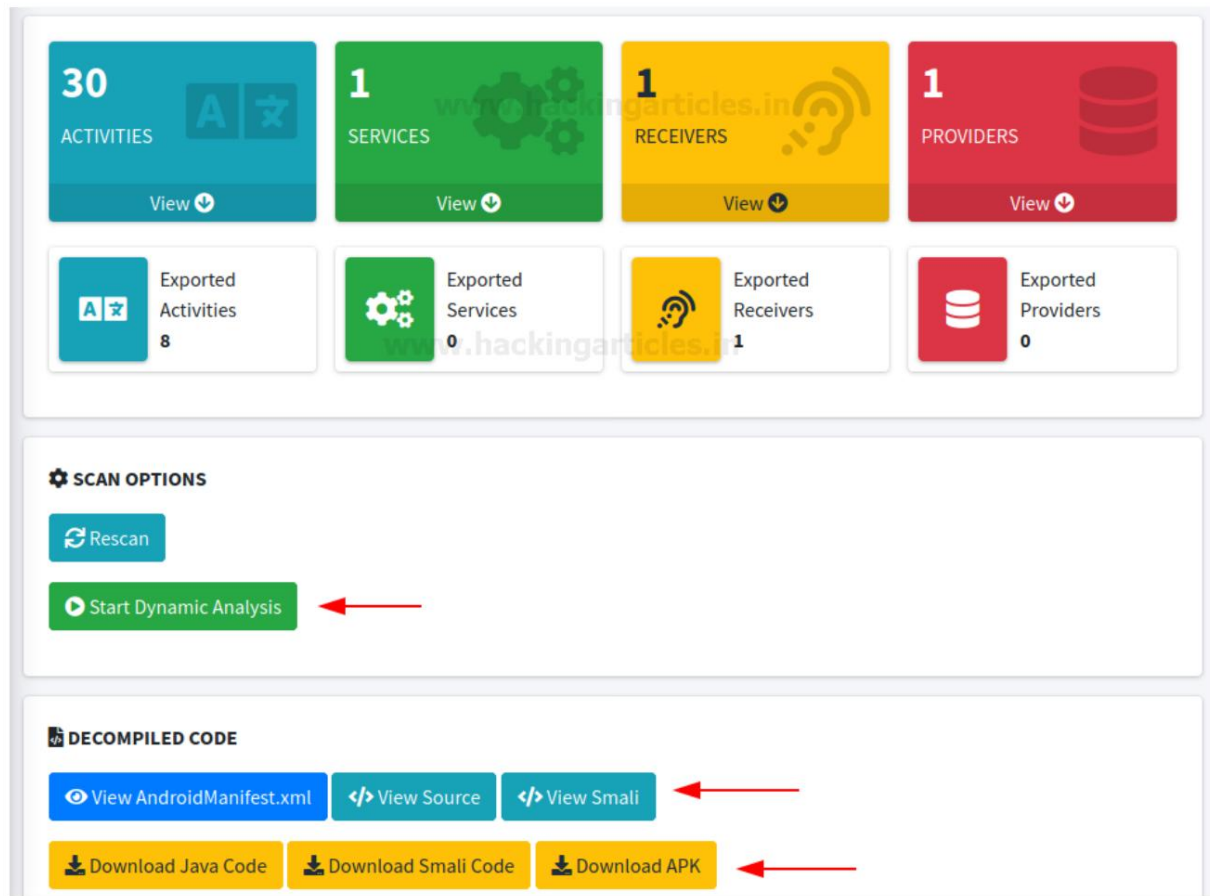 30
ACTIVITIES
View
1
SERVICES
View
1
RECEIVERS
View
1
PROVIDERS
View
www.hackingarticles.in
Exported
Activities
8
Exported
Services
0
Exported
Receivers
1
Exported
Providers
0
www.hackingarticles.in
SCAN OPTIONS
Rescan
Start Dynamic Analysis
DECOMPILED CODE
View AndroidManifest.xml
View Source
View Smali
Download Java Code
Download Smali Code
Download APK